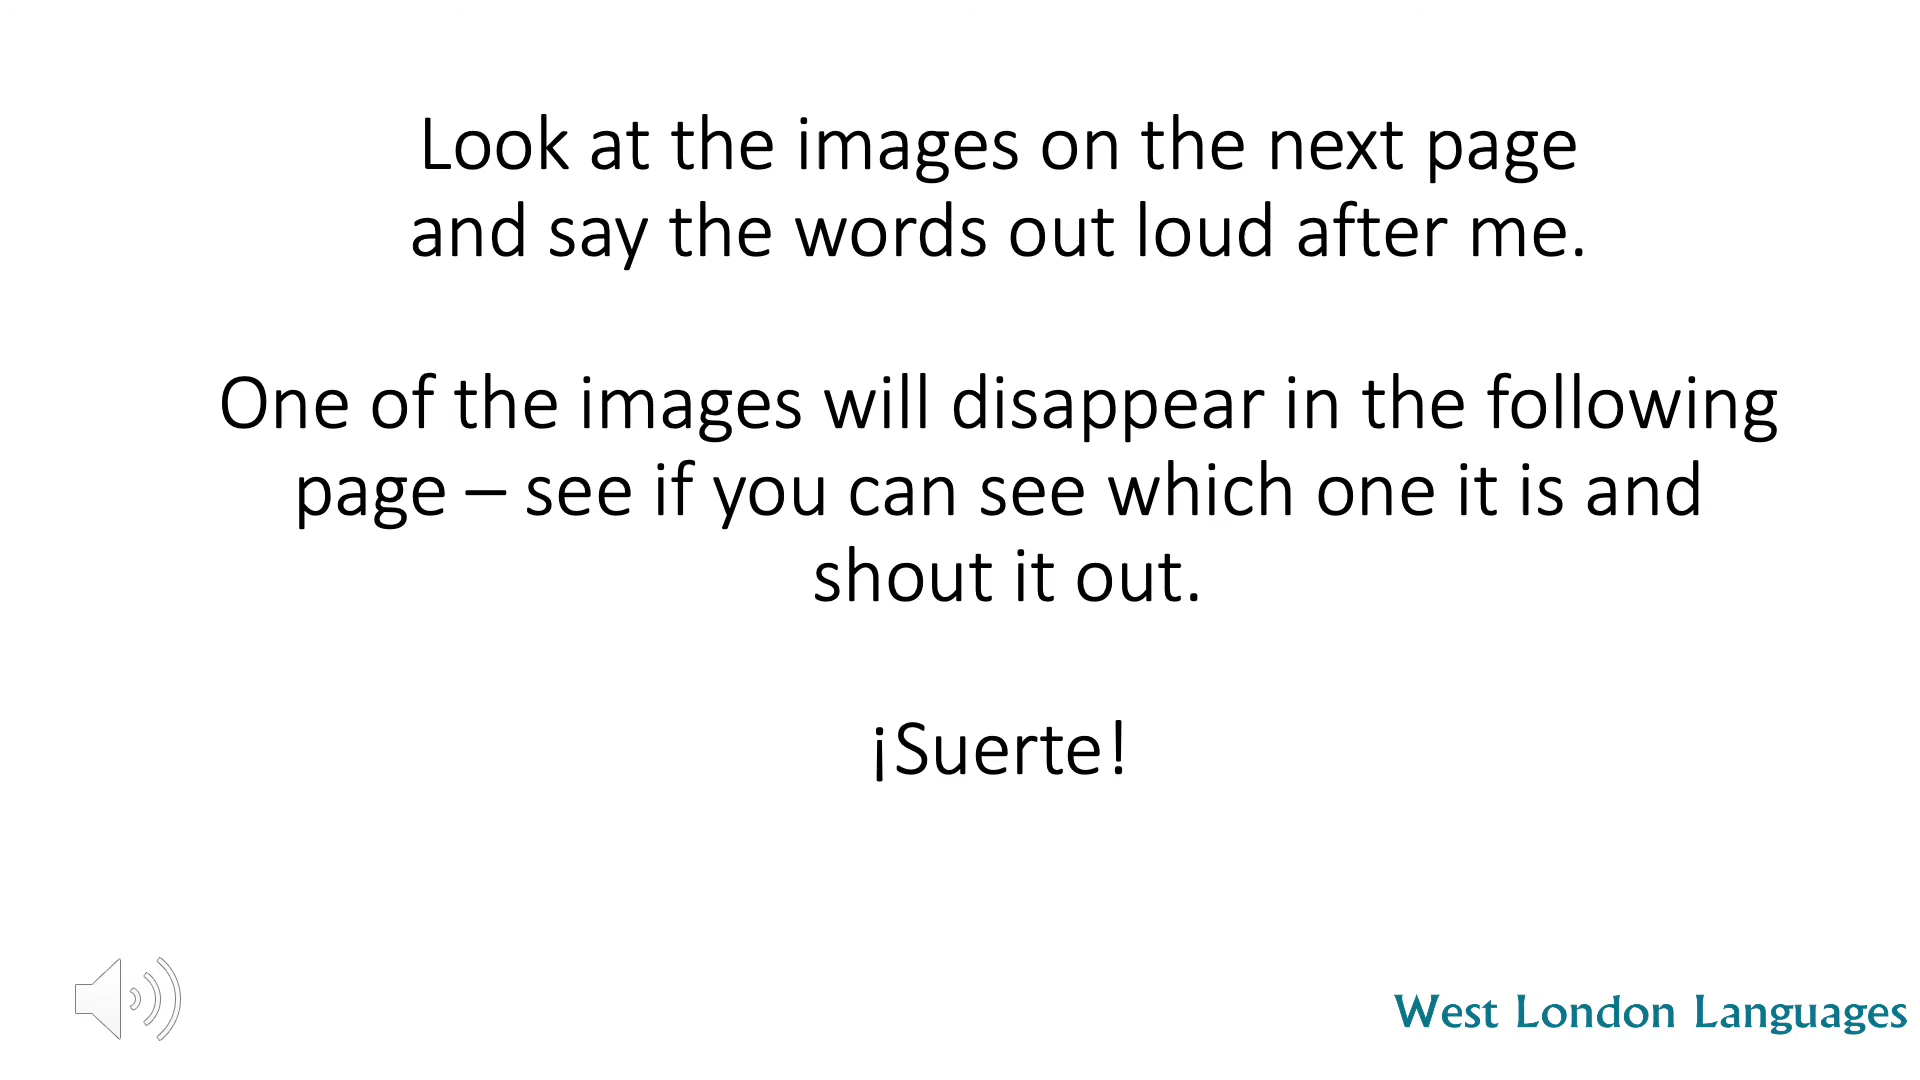 Look at the images on the next page
and say the words out loud after me.
One of the images will disappear in the following
page – see if you can see which one it is and
shout it out.
¡Suerte!
West London Languages